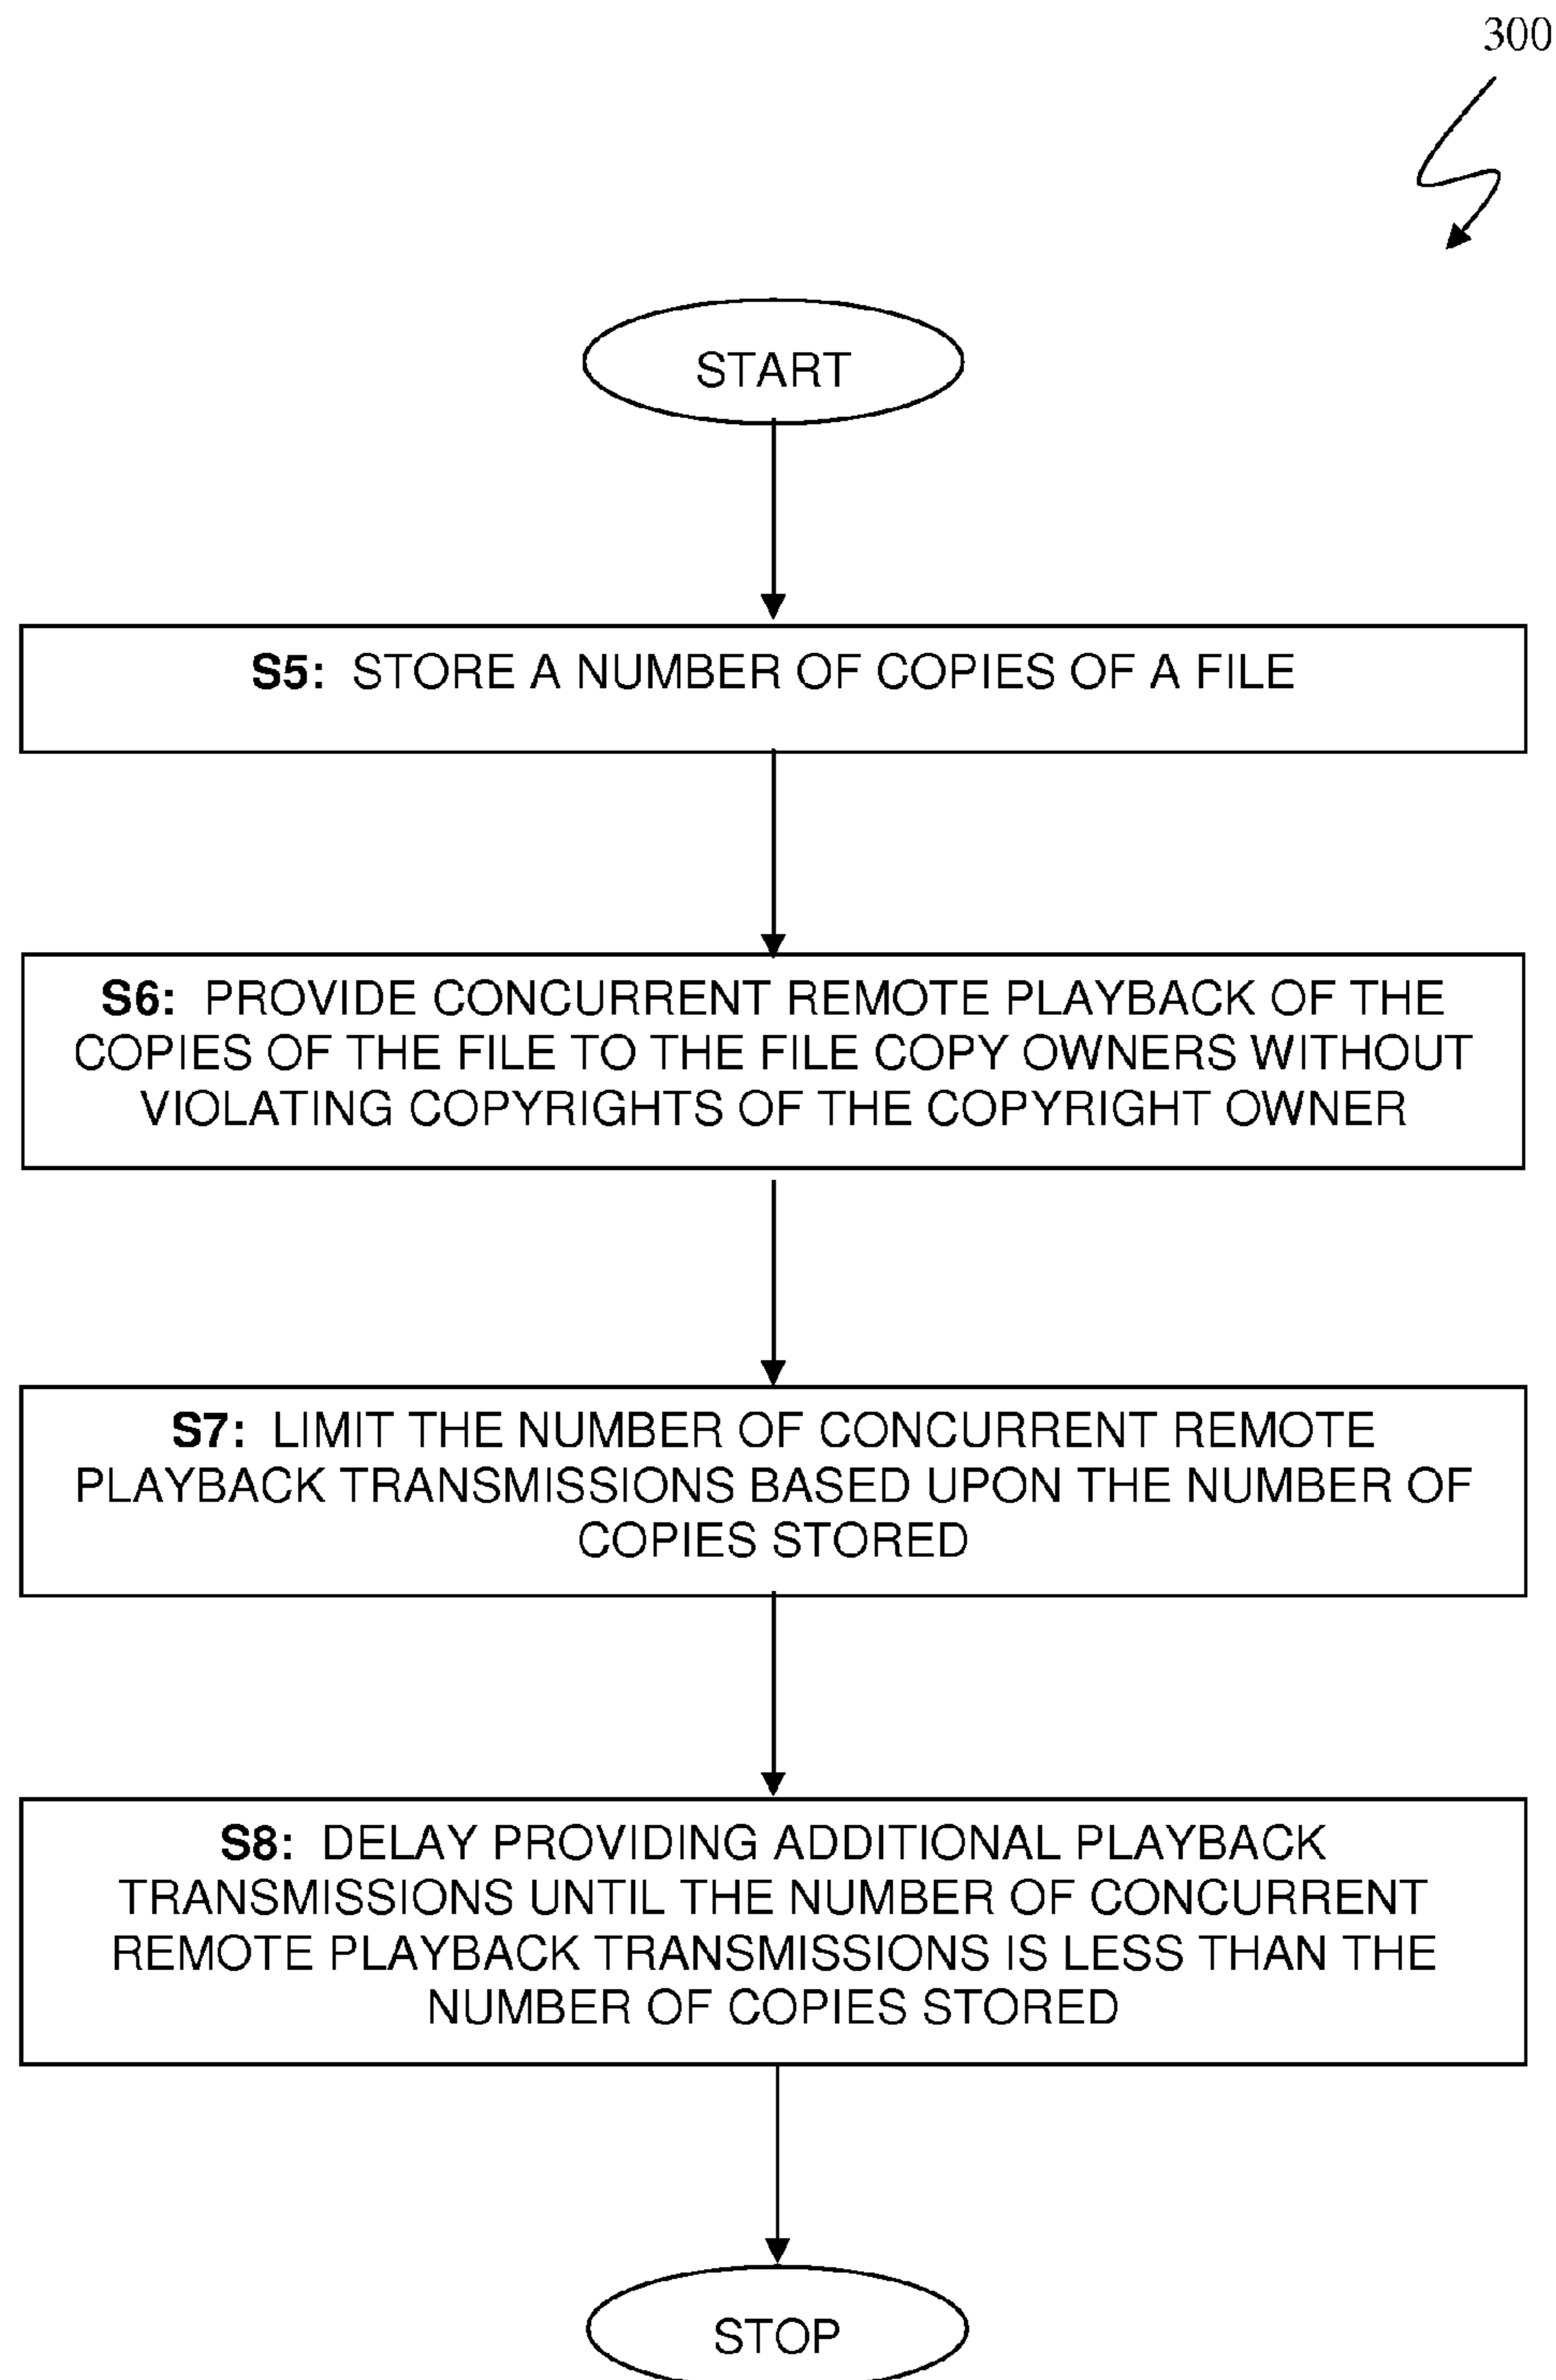 300
START
S5: STORE A NUMBER OF COPIES OF A FILE
S6: PROVIDE CONCURRENT REMOTE PLAYBACK OF THE
COPIES OF THE FILE TO THE FILE COPY OWNERS WITHOUT
VIOLATING COPYRIGHTS OF THE COPYRIGHT OWNER
S7: LIMIT THE NUMBER OF CONCURRENT REMOTE
PLAYBACK TRANSMISSIONS BASED UPON THE NUMBER OF
COPIES STORED
S8: DELAY PROVIDING ADDITIONAL PLAYBACK
TRANSMISSIONS UNTIL THE NUMBER OF CONCURRENT
REMOTE PLAYBACK TRANSMISSIONS IS LESS THAN THE
NUMBER OF COPIES STORED
STOP